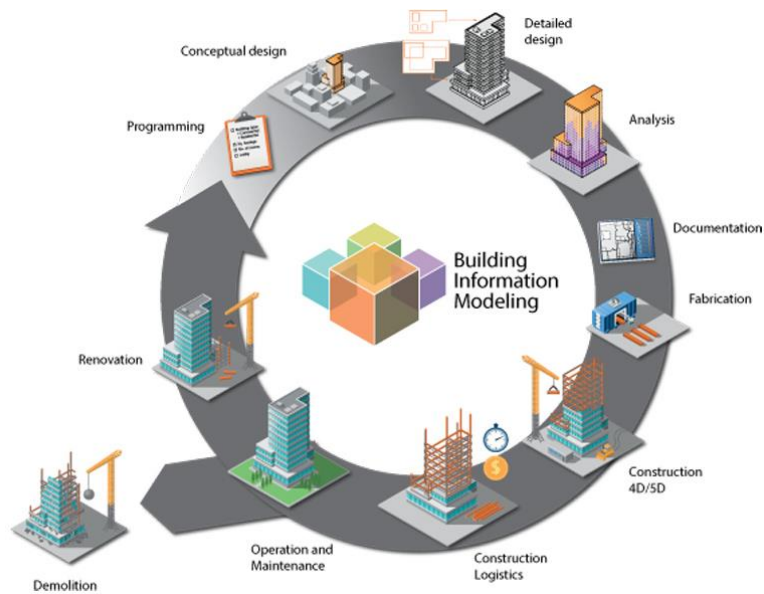 Detailed
design
Conceptual design
Programming
Analysis
Documentation
Building
Information
Modeling
Fabrication
Renovation
$
Construction
4D/5D
Operation and
Maintenance
Construction
Logistics
Demolition